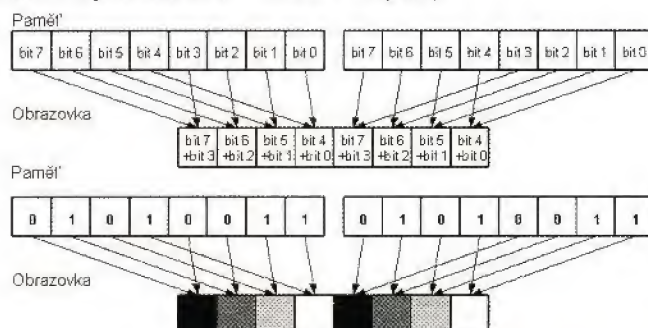 Paměť
bit 7 bit 6 bit 5 bit 4 bit 3 bit 2 bit 1 bit 0 bit 7 bit 6 bit 5 bit 4 bit 3 bit 2 bit 1 bit 0
Obrazovka
bit 7 bit 6 bit 5 bit 4 bit 7 bit 6 bit 5 bit 4
+bit 3 +bit 2 +bit 1 +bit 0 +bit 3 +bit 2 +bit 1 +bit 0
Paměť
0 1 0 1 0 0 1 1 0 1 0 1 0 0 1 1
Obrazovka